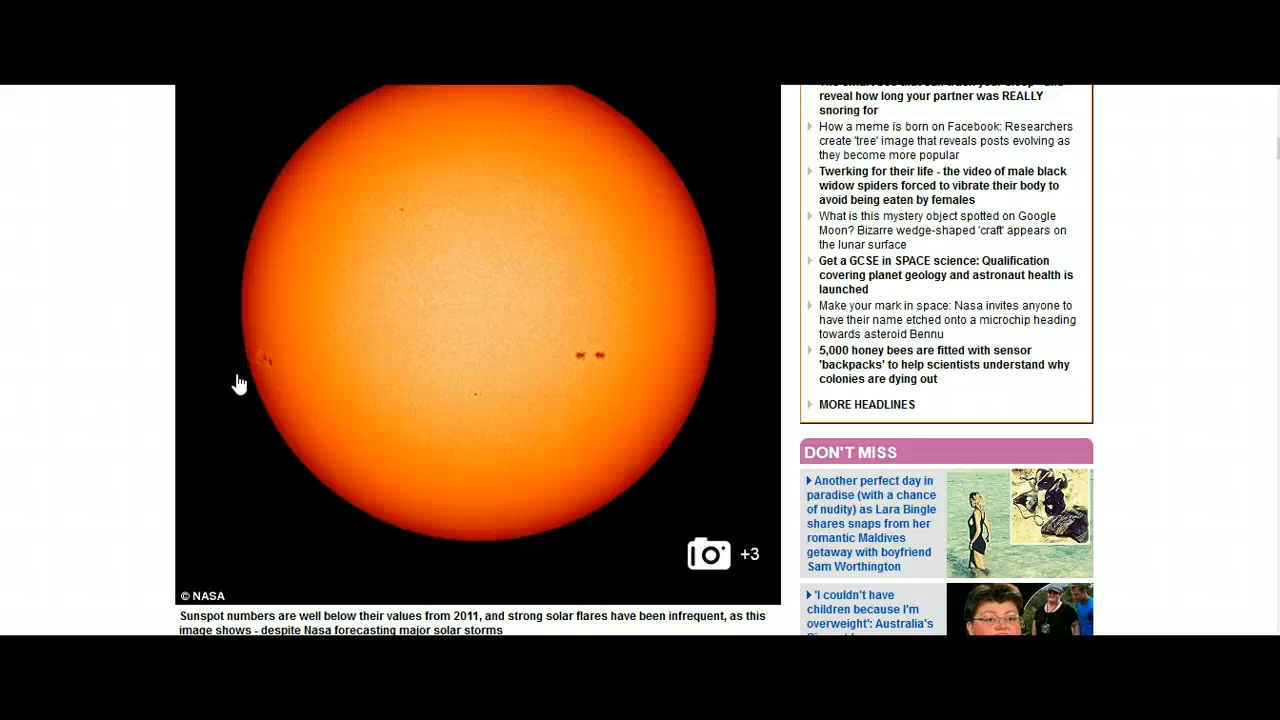 +3
© NASA
Sunspot numbers are well below their values from 2011, and strong solar flares have been infrequent, as this
image shows - despite Nasa forecasting major solar storms
reveal how long your partner was REALLY
snoring for
How a meme is born on Facebook: Researchers
create 'tree' image that reveals posts evolving as
they become more popular
Twerking for their life - the video of male black
widow spiders forced to vibrate their body to
avoid being eaten by females
What is this mystery object spotted on Google
Moon? Bizarre wedge-shaped 'craft' appears on
the lunar surface
Get a GCSE in SPACE science: Qualification
covering planet geology and astronaut health is
launched
Make your mark in space: Nasa invites anyone to
have their name etched onto a microchip heading
towards asteroid Bennu
5,000 honey bees are fitted with sensor
'backpacks' to help scientists understand why
colonies are dying out
MORE HEADLINES
DON'T MISS
Another perfect day in
paradise (with a chance
of nudity) as Lara Bingle
shares snaps from her
romantic Maldives
getaway with boyfriend
Sam Worthington
'I couldn't have
children because I'm
overweight': Australia's